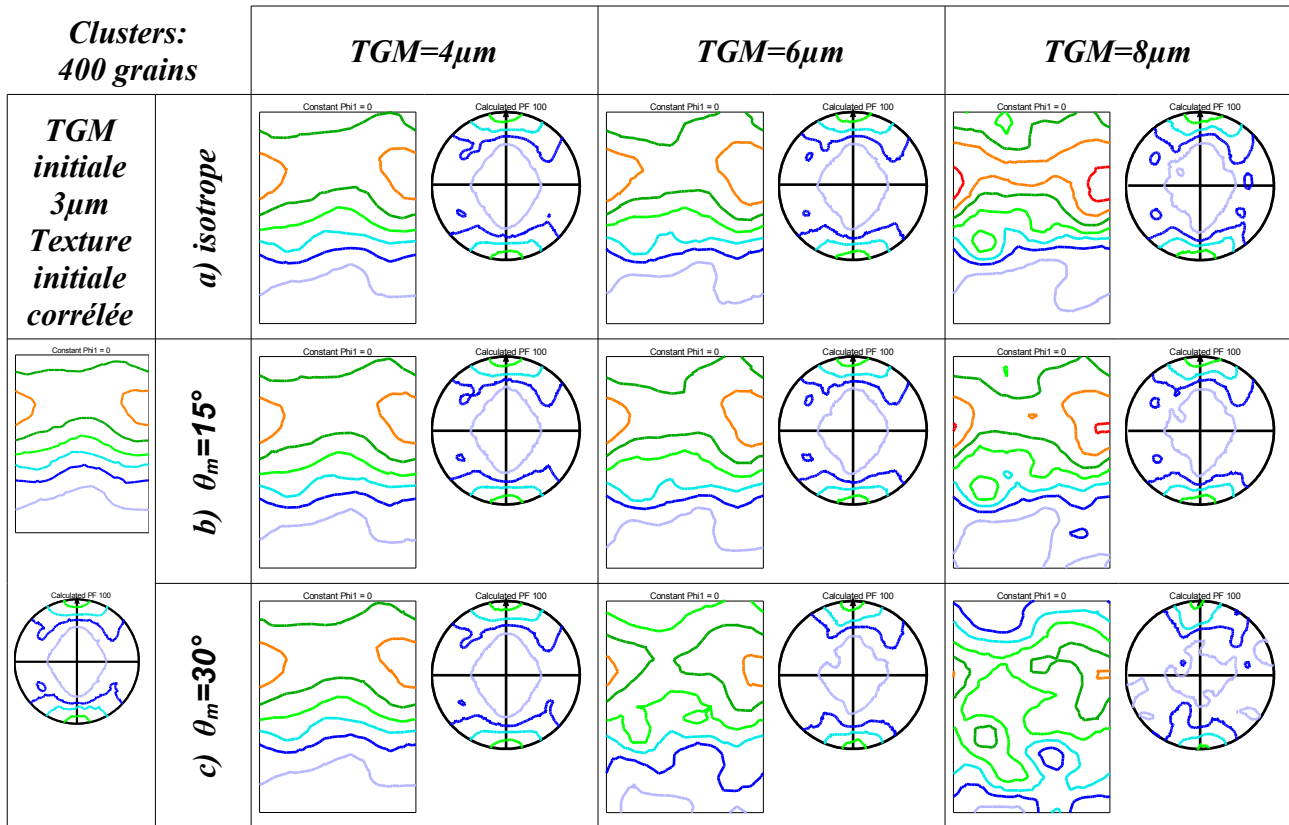 Clusters:
400 grains
TGM=4µm
TGM=6µm
TGM=8µm
TGM
initiale
3µm
Texture
initiale
corrélée
a) isotrope
Constant Phi1 = 0
Calculated PF 100
Constant Phi1 = 0
Calculated PF 100
Constant Phi1 = 0
Calculated PF 100
Constant Phi1 = 0
b) θm=15°
Constant Phi1 = 0
Calculated PF 100
Constant Phi1 = 0
Calculated PF 100
Constant Phi1 = 0
Calculated PF 100
Calculated PF 100
c) θm=30°
Constant Phi1 = 0
Calculated PF 100
Constant Phi1 = 0
Calculated PF 100
Constant Phi1 = 0
Calculated PF 100